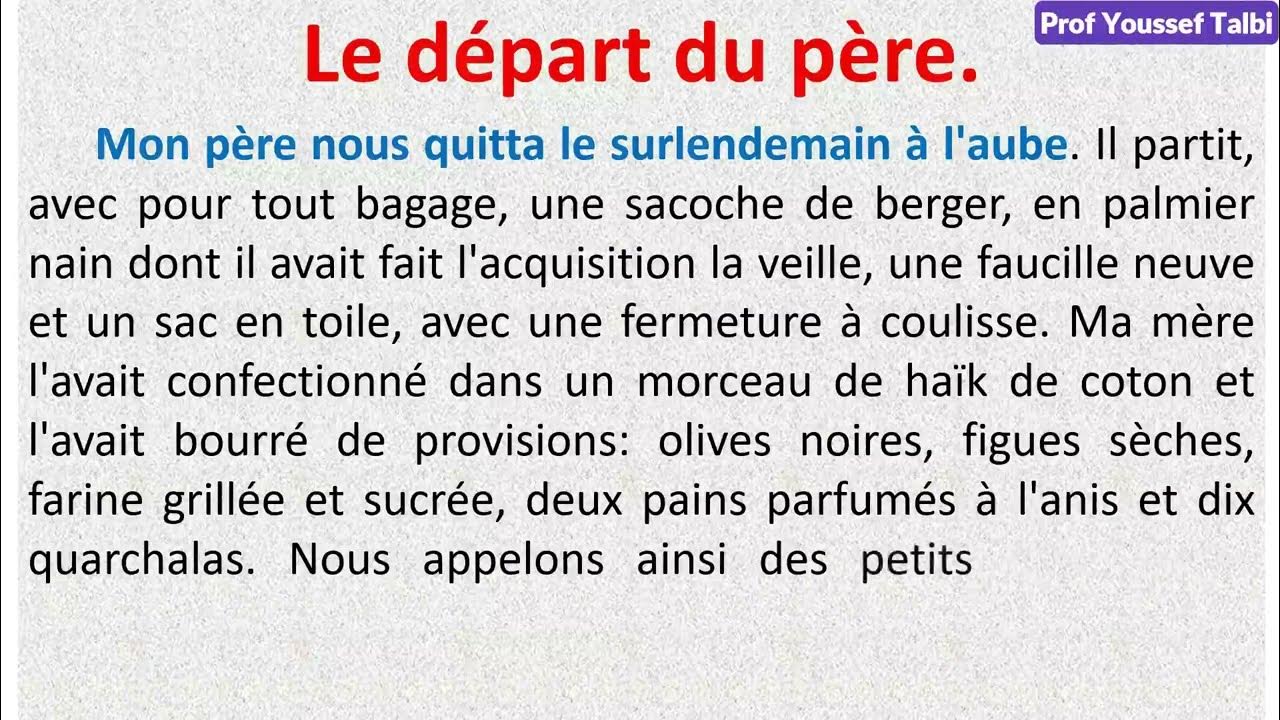 Prof Youssef Talbi
Le départ du père.
Mon père nous quitta le surlendemain à l'aube. Il partit,
avec pour tout bagage, une sacoche de berger, en palmier
nain dont il avait fait l'acquisition la veille, une faucille neuve
et un sac en toile, avec une fermeture à coulisse. Ma mère
l'avait confectionné dans un morceau de haïk de coton et
l'avait bourré de provisions: olives noires, figues sèches,
farine grillée et sucrée, deux pains parfumés à l'anis et dix
quarchalas. Nous appelons ainsi des petits